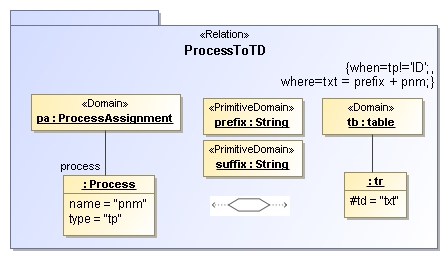 «Relation»
ProcessToTD
{when=tp!='ID';,
where=txt = prefix + pnm;}
«Domain»
pa : ProcessAssignment
«PrimitiveDomain»
prefix : String
«Domain»
tb : table
«PrimitiveDomain»
suffix : String
process
: Process
name = "pnm"
type = "tp"
: tr
#td = "txt"